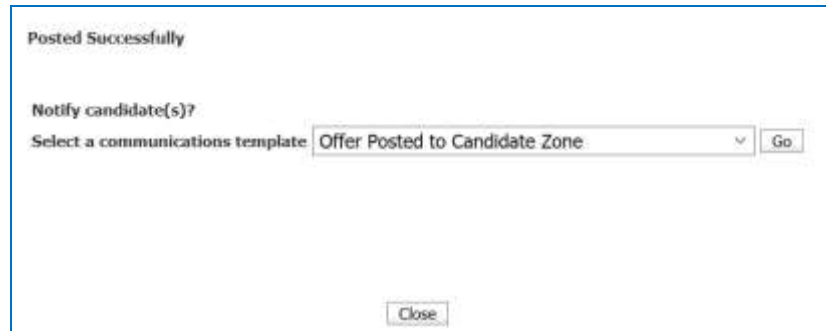 Posted Successfully
Notify candidate(s)?
Select a communications template Offer Posted to Candidate Zone Go
Close